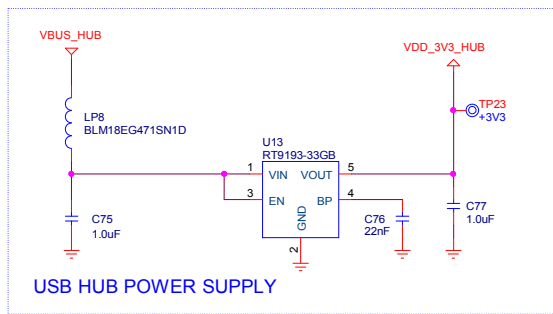 VBUS_HUB
VDD_3V3_HUB
LP8
BLM18EG471SN1D
TP23
+3V3
U13
RT9193-33GB
1
VIN
VOUT
5
3
EN
BP
4
GND
2
C75
1.0uF
C76
22nF
C77
1.0uF
USB HUB POWER SUPPLY